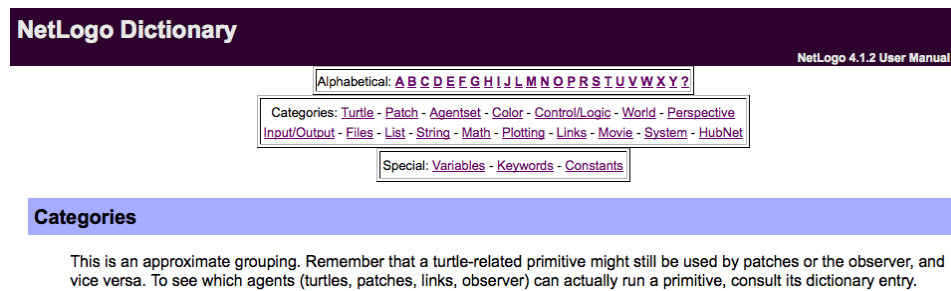 NetLogo Dictionary
NetLogo 4.1.2 User Manual
Alphabetical: A B C D E F G H I J L M N O P R S T U V W X Y ?
Categories: Turtle - Patch - Agentset - Color - Control/Logic - World - Perspective
Input/Output - Files - List - String - Math - Plotting - Links - Movie - System - HubNet
Special: Variables - Keywords - Constants
Categories
This is an approximate grouping. Remember that a turtle-related primitive might still be used by patches or the observer, and
vice versa. To see which agents (turtles, patches, links, observer) can actually run a primitive, consult its dictionary entry.